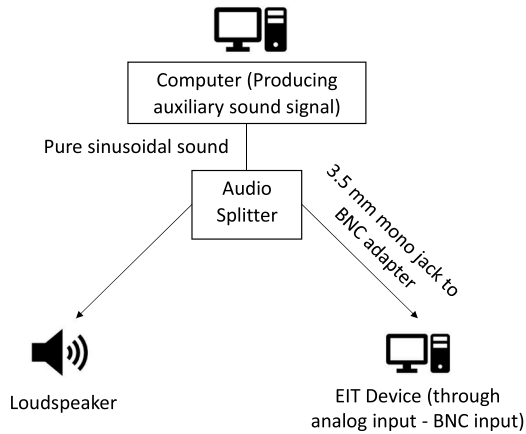 Computer (Producing
auxiliary sound signal)
Pure sinusoidal sound
Audio
Splitter
3.5 mm mono jack to
BNC adapter
Loudspeaker
EIT Device (through
analog input - BNC input)